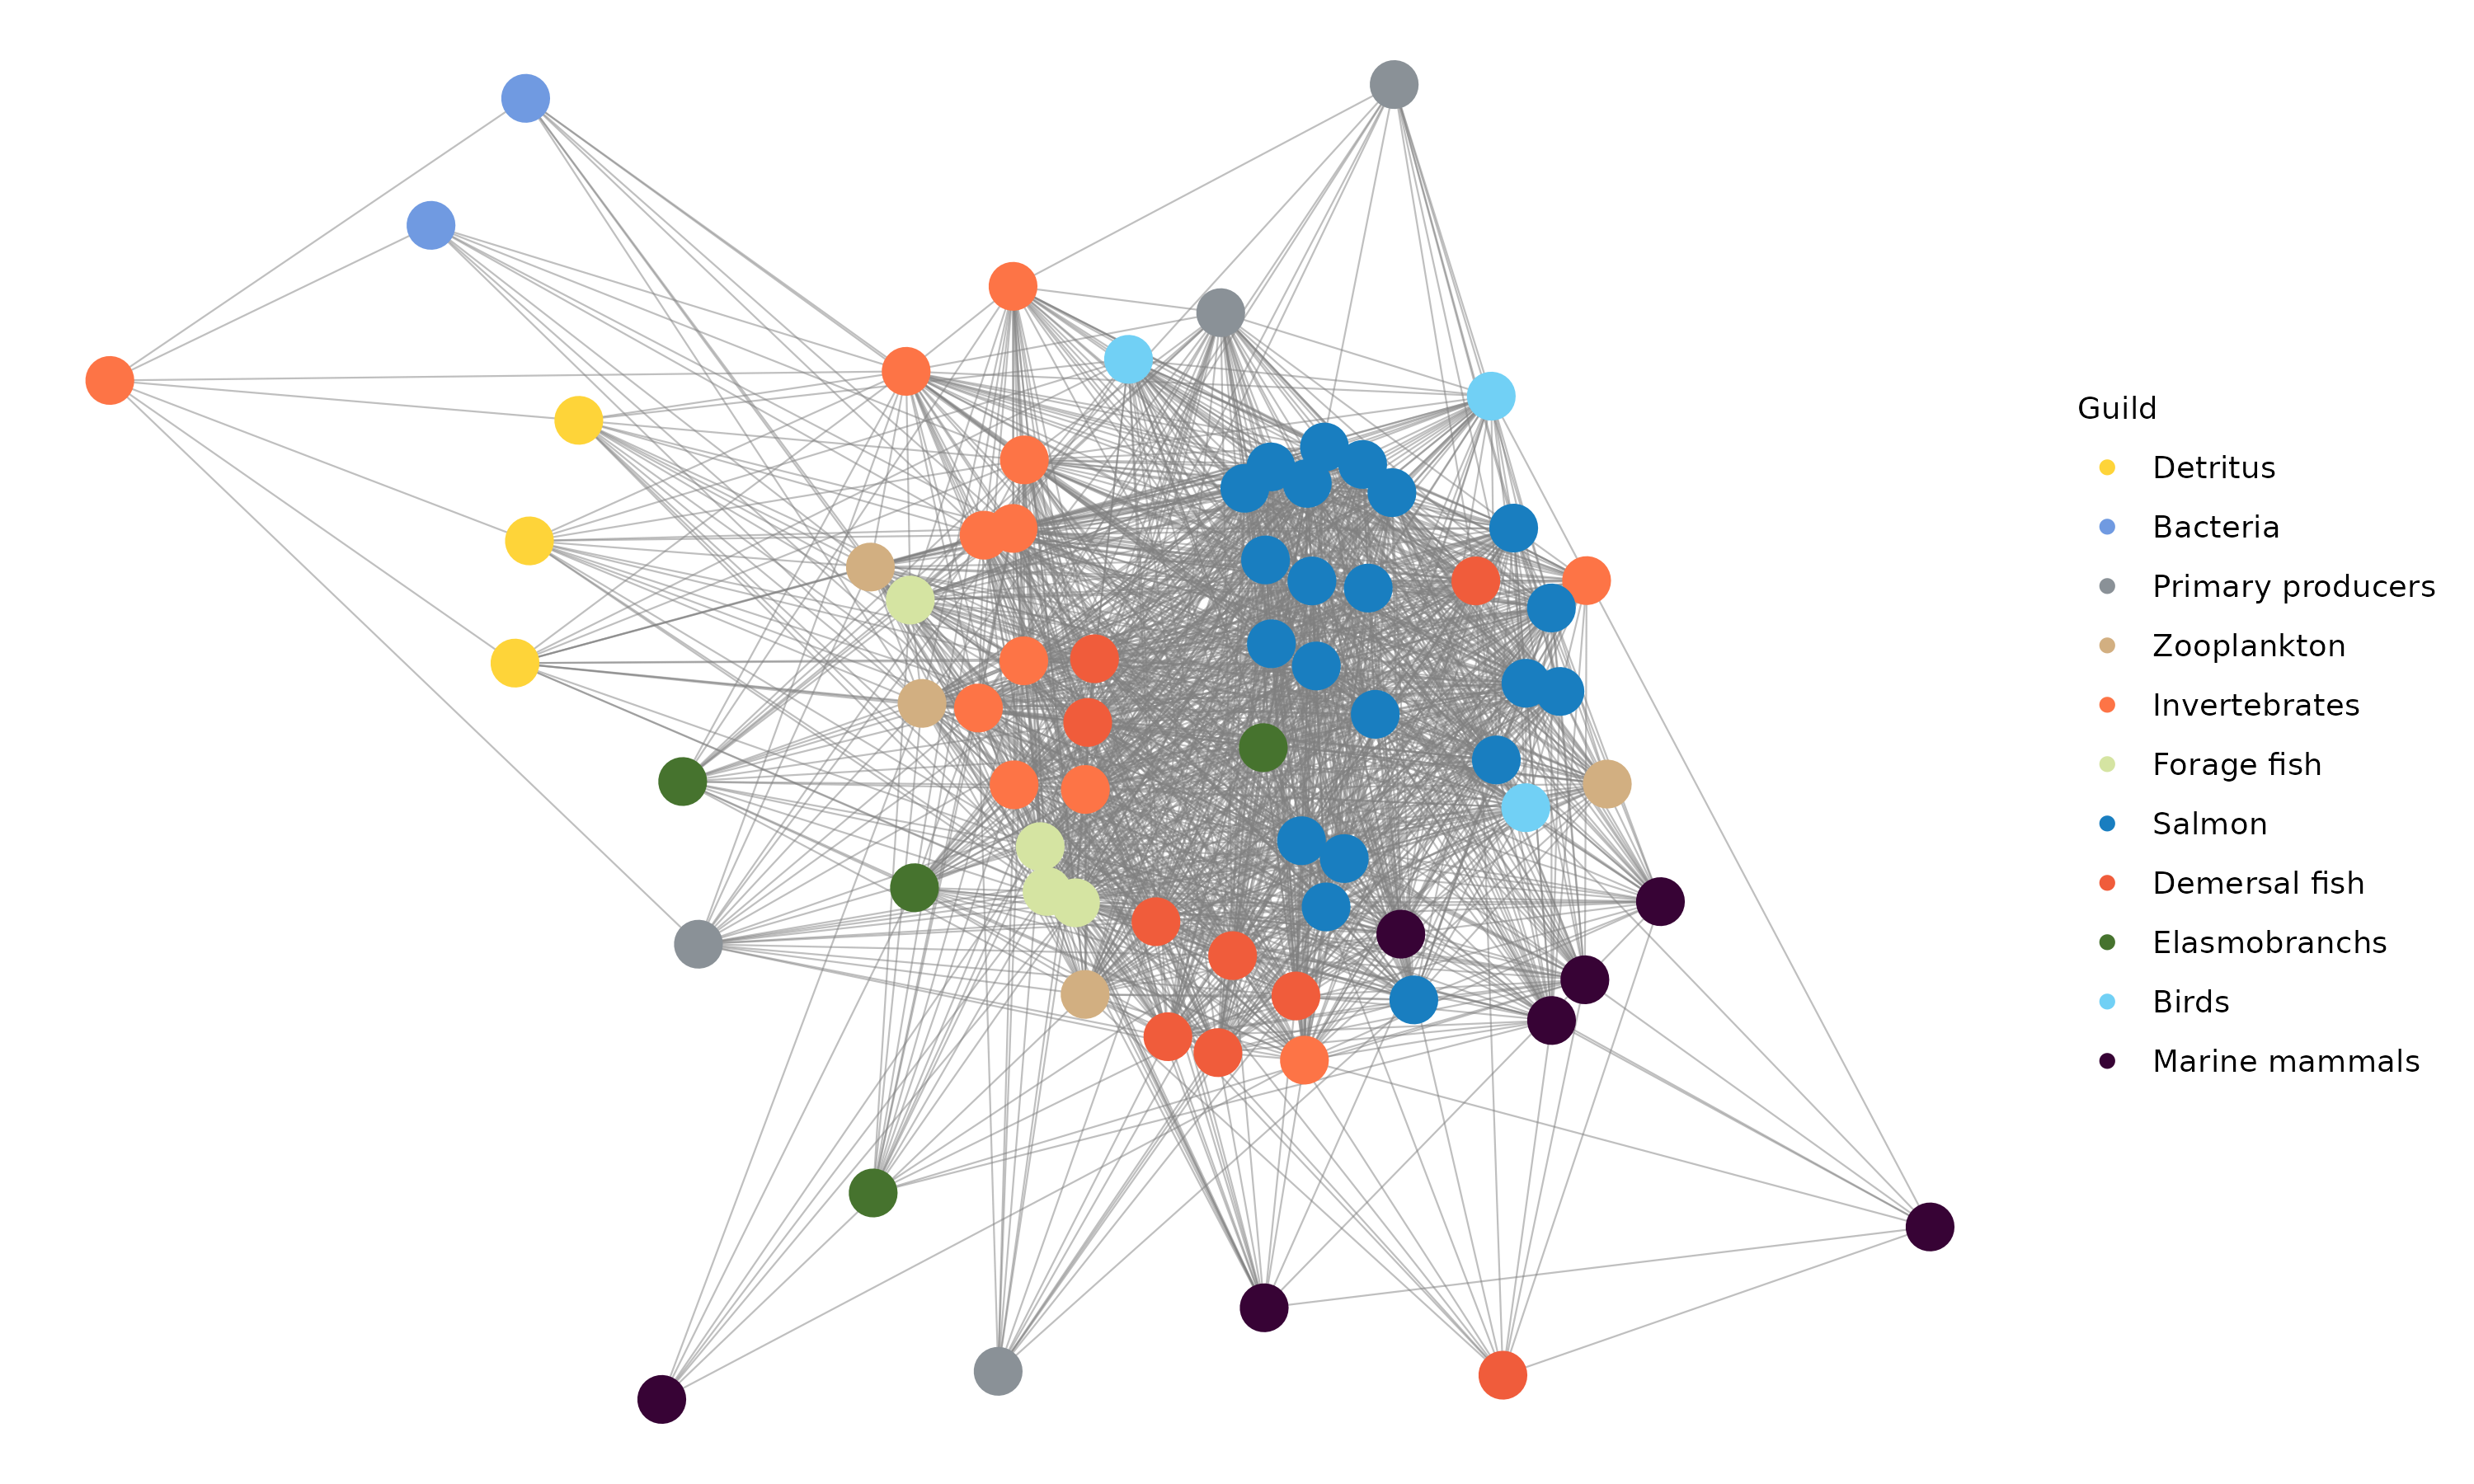 Guild
Detritus
Bacteria
Primary producers
Zooplankton
Invertebrates
Forage fish
Salmon
Demersal fish
Elasmobranchs
Birds
Marine mammals